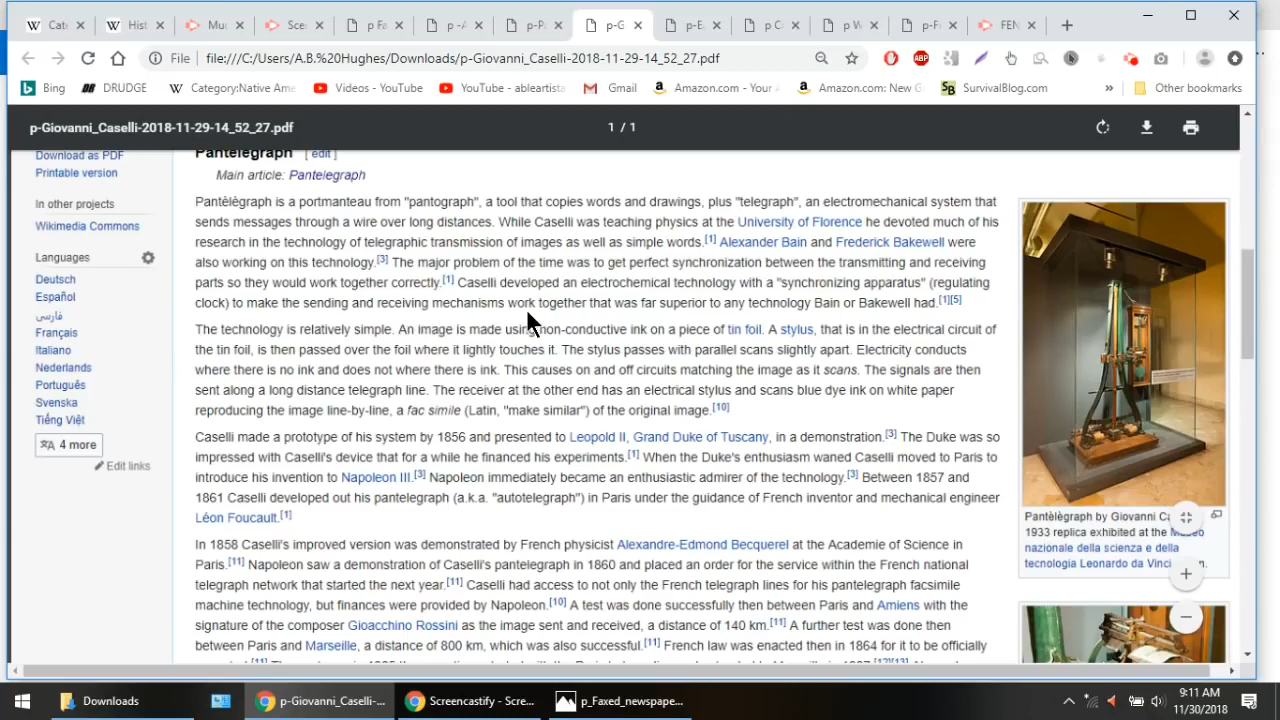 Cate
Hist
Muc
Sce
p Fa
p -A
p-Pa
p-G
p-E
p C
p W
p-Fi
FEN
File file:///C:/Users/A.B.%20Hughes/Downloads/p-Giovanni_Caselli-2018-11-29-14_52_27.pdf
ABP
Bing DRUDGE Category:Native Ame Videos - YouTube YouTube - ableartista Gmail Amazon.com - Your A Amazon.com: New G SurvivalBlog.com » Other bookmarks
p-Giovanni_Caselli-2018-11-29-14_52_27.pdf 1 / 1
Download as PDF
Printable version
In other projects
Wikimedia Commons
Languages
Deutsch
Español
فارسی
Français
Italiano
Nederlands
Português
Svenska
Tiếng Việt
4 more
Edit links
Pantelegraph [ edit ]
Main article: Pantelegraph
Pantèlègraph is a portmanteau from "pantograph", a tool that copies words and drawings, plus "telegraph", an electromechanical system that
sends messages through a wire over long distances. While Caselli was teaching physics at the University of Florence he devoted much of his
research in the technology of telegraphic transmission of images as well as simple words.[1] Alexander Bain and Frederick Bakewell were
also working on this technology.[3] The major problem of the time was to get perfect synchronization between the transmitting and receiving
parts so they would work together correctly.[1] Caselli developed an electrochemical technology with a "synchronizing apparatus" (regulating
clock) to make the sending and receiving mechanisms work together that was far superior to any technology Bain or Bakewell had.[1][5]
The technology is relatively simple. An image is made using non-conductive ink on a piece of tin foil. A stylus, that is in the electrical circuit of
the tin foil, is then passed over the foil where it lightly touches it. The stylus passes with parallel scans slightly apart. Electricity conducts
where there is no ink and does not where there is ink. This causes on and off circuits matching the image as it scans. The signals are then
sent along a long distance telegraph line. The receiver at the other end has an electrical stylus and scans blue dye ink on white paper
reproducing the image line-by-line, a fac simile (Latin, "make similar") of the original image.[10]
Caselli made a prototype of his system by 1856 and presented to Leopold II, Grand Duke of Tuscany, in a demonstration.[3] The Duke was so
impressed with Caselli's device that for a while he financed his experiments.[1] When the Duke's enthusiasm waned Caselli moved to Paris to
introduce his invention to Napoleon III.[3] Napoleon immediately became an enthusiastic admirer of the technology.[3] Between 1857 and
1861 Caselli developed out his pantelegraph (a.k.a. "autotelegraph") in Paris under the guidance of French inventor and mechanical engineer
Léon Foucault.[1]
In 1858 Caselli's improved version was demonstrated by French physicist Alexandre-Edmond Becquerel at the Academie of Science in
Paris.[11] Napoleon saw a demonstration of Caselli's pantelegraph in 1860 and placed an order for the service within the French national
telegraph network that started the next year.[11] Caselli had access to not only the French telegraph lines for his pantelegraph facsimile
machine technology, but finances were provided by Napoleon.[10] A test was done successfully then between Paris and Amiens with the
signature of the composer Gioacchino Rossini as the image sent and received, a distance of 140 km.[11] A further test was done then
between Paris and Marseille, a distance of 800 km, which was also successful.[11] French law was enacted then in 1864 for it to be officially
Pantèlègraph by Giovanni Ca
1933 replica exhibited at the Museo
nazionale della scienza e della
tecnologia Leonardo da Vinci
Downloads p-Giovanni_Caselli-... Screencastify - Scre... p_Faxed_newspape...
9:11 AM
11/30/2018